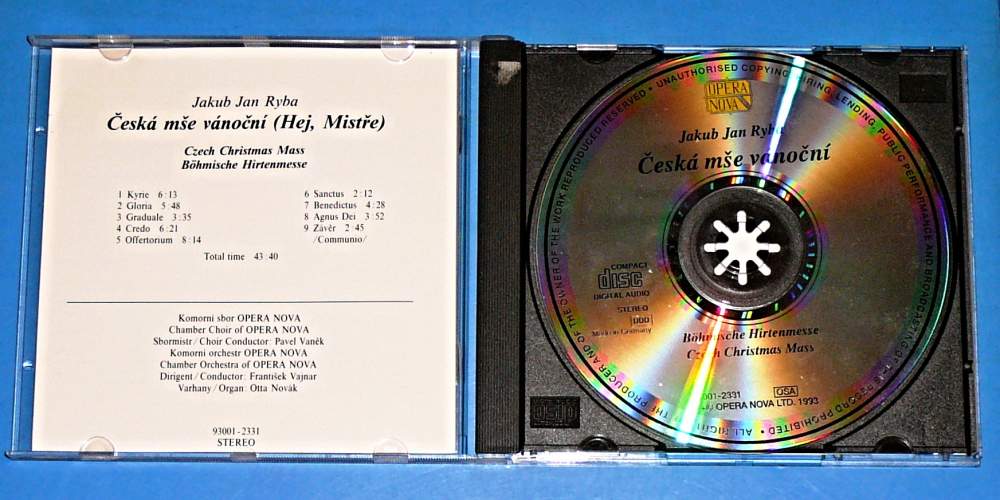 Jakub Jan Ryba
Česká mše vánoční (Hej, Mistře)
Czech Christmas Mass
Böhmische Hirtenmesse
1 Kyrie 6:13
2 Gloria 5:48
3 Graduale 3:35
4 Credo 6:21
5 Offertorium 8:14
6 Sanctus 2:12
7 Benedictus 4:28
8 Agnus Dei 3:52
9 Závěr 2:45
/Communio/
Total time 43:40
Komorní sbor OPERA NOVA
Chamber Choir of OPERA NOVA
Sbormistr/Choir Conductor: Pavel Vaněk
Komorní orchestr OPERA NOVA
Chamber Orchestra of OPERA NOVA
Dirigent/Conductor: František Vajnar
Varhany/Organ: Otta Novák
93001-2331
STEREO
OPERA
NOVA
Jakub Jan Ryba
Česká mše vánoční
COMPACT
disc
DIGITAL AUDIO
STEREO
DDD
Made in Germany
Böhmische Hirtenmesse
Czech Christmas Mass
001-2331
OSA
OPERA NOVA LTD. 1993
THE PRODUCER AND OF THE OWNER OF THE WORK REPRODUCED RESERVED • UNAUTHORISED COPYING, HIRING, LENDING, PUBLIC PERFORMANCE AND BROADCASTING OF THE RECORD PROHIBITED •
disc